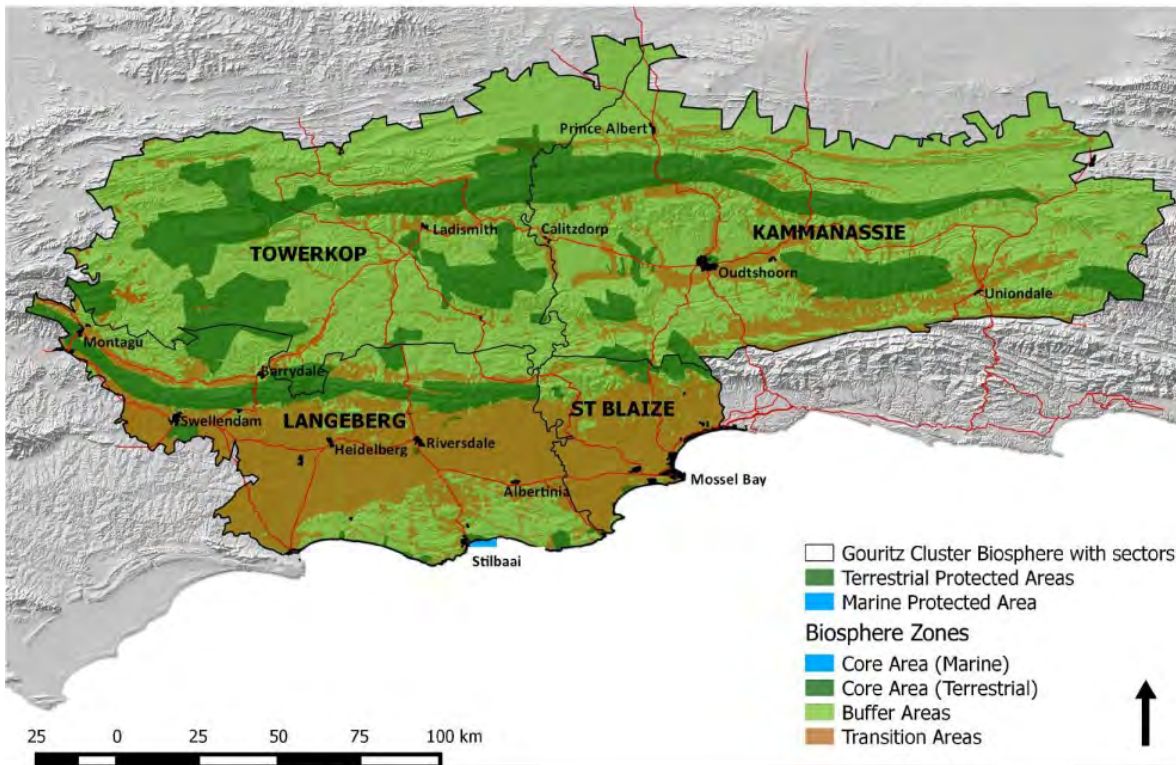 Prince Albert
Ladismith
Calitzdorp
KAMMANASSIE
TOWERKOP
Oudtshoorn
Uniondale
Montagu
Barrydale
Swellendam
LANGEBERG
ST BLAIZE
Heidelberg
Riversdale
Albertinia
Mossel Bay
Stilbaai
Gouritz Cluster Biosphere with sectors
Terrestrial Protected Areas
Marine Protected Area
Biosphere Zones
Core Area (Marine)
Core Area (Terrestrial)
Buffer Areas
Transition Areas
25 0 25 50 75 100 km